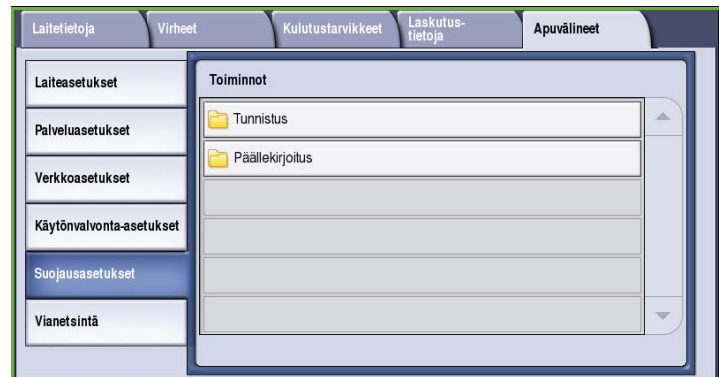 Laitetietoja
Virheet
Kulutustarvikkeet
Laskutus-
tietoja
Apuvälineet
Laiteasetukset
Palveluasetukset
Verkkoasetukset
Käytönvalvonta-asetukset
Suojausasetukset
Vianetsintä
Toiminnot
Tunnistus
Päällekirjoitus